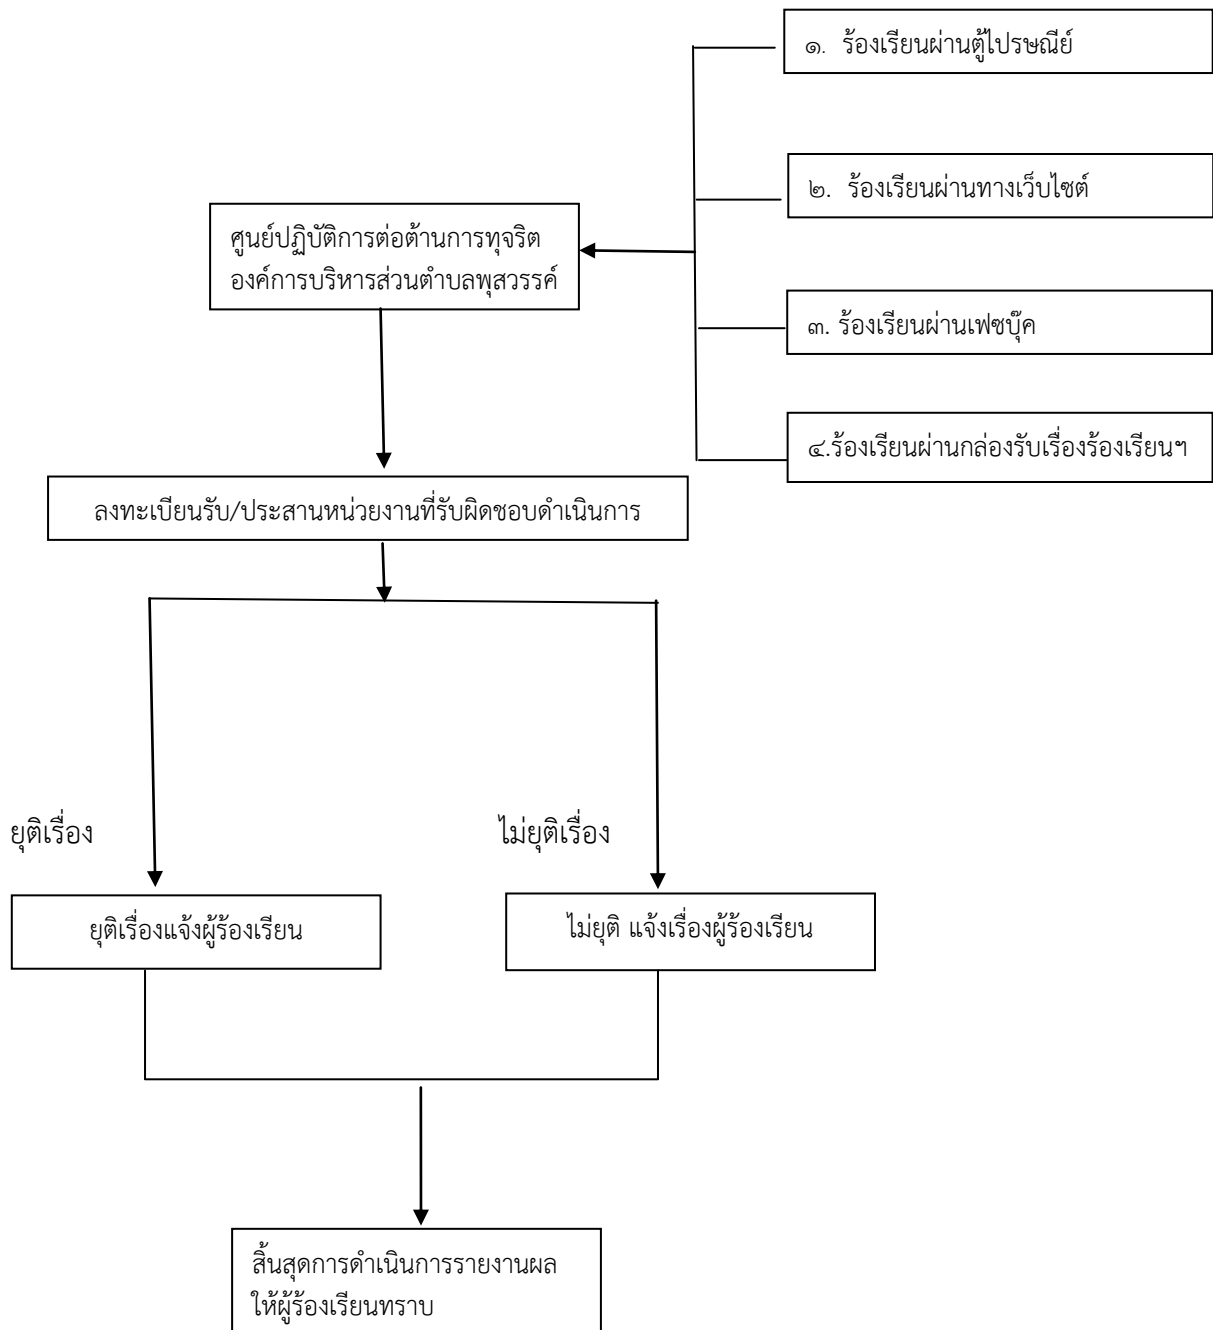 ๑. ร้องเรียนผ่านตู้ไปรษณีย์
๒. ร้องเรียนผ่านทางเว็บไซต์
ศูนย์ปฏิบัติการต่อต้านการทุจริต
องค์การบริหารส่วนตำบลพุสวรรค์
๓. ร้องเรียนผ่านเฟซบุ๊ค
๔.ร้องเรียนผ่านกล่องรับเรื่องร้องเรียนฯ
ลงทะเบียนรับ/ประสานหน่วยงานที่รับผิดชอบดำเนินการ
ยุติเรื่อง
ไม่ยุติเรื่อง
ยุติเรื่องแจ้งผู้ร้องเรียน
ไม่ยุติ แจ้งเรื่องผู้ร้องเรียน
สิ้นสุดการดำเนินการรายงานผล
ให้ผู้ร้องเรียนทราบ